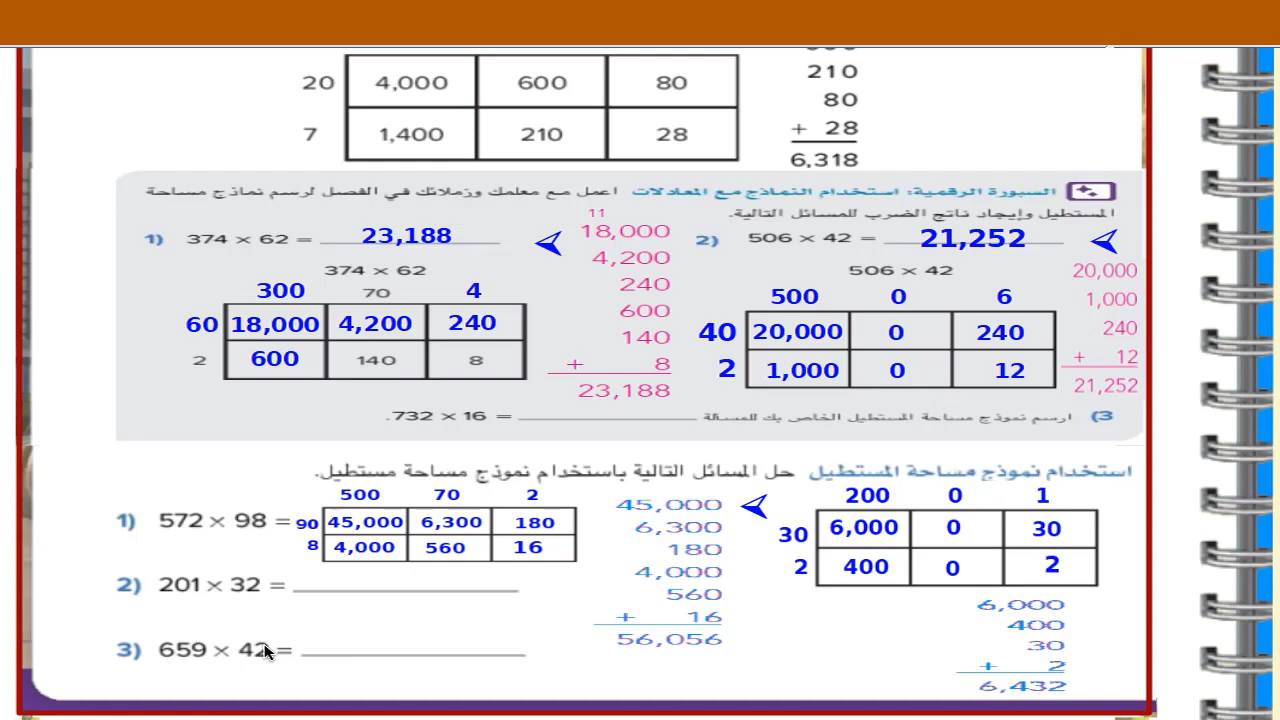 20 4,000 600 80
7 1,400 210 28
210
80
+ 28
6,318
السبورة الرقمية: استخدام النماذج مع المعادلات اعمل مع معلمك وزملائك في الفصل لرسم نماذج مساحة
المستطيل وإيجاد ناتج الضرب للمسائل التالية.
1) 374 × 62 = 23,188
374 × 62
300 70 4
60 18,000 4,200 240
2 600 140 8
11
18,000
4,200
240
600
140
+ 8
23,188
2) 506 × 42 = 21,252
506 × 42
500 0 6
40 20,000 0 240
2 1,000 0 12
20,000
1,000
240
+ 12
21,252
3) ارسم نموذج مساحة المستطيل الخاص بك للمسألة ________ = 16 × 732.
استخدام نموذج مساحة المستطيل حل المسائل التالية باستخدام نموذج مساحة مستطيل.
1) 572 × 98 =
500 70 2
90 45,000 6,300 180
8 4,000 560 16
45,000
6,300
180
4,000
560
+ 16
56,056
2) 201 × 32 = ________
200 0 1
30 6,000 0 30
2 400 0 2
6,000
400
30
+ 2
6,432
3) 659 × 42 = ________